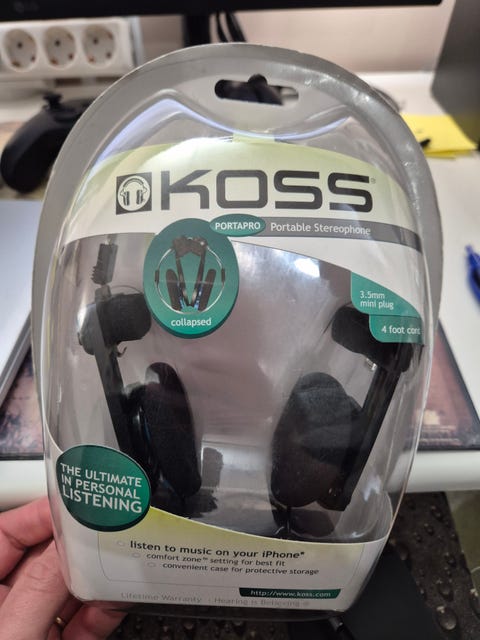 KOSS®
PORTAPRO Portable Stereophone
collapsed
3.5mm
mini plug
4 foot cord
THE ULTIMATE
IN PERSONAL
LISTENING
listen to music on your iPhone*
comfort zone™ setting for best fit
convenient case for protective storage
http://www.koss.com
Lifetime Warranty : Hearing is Believing